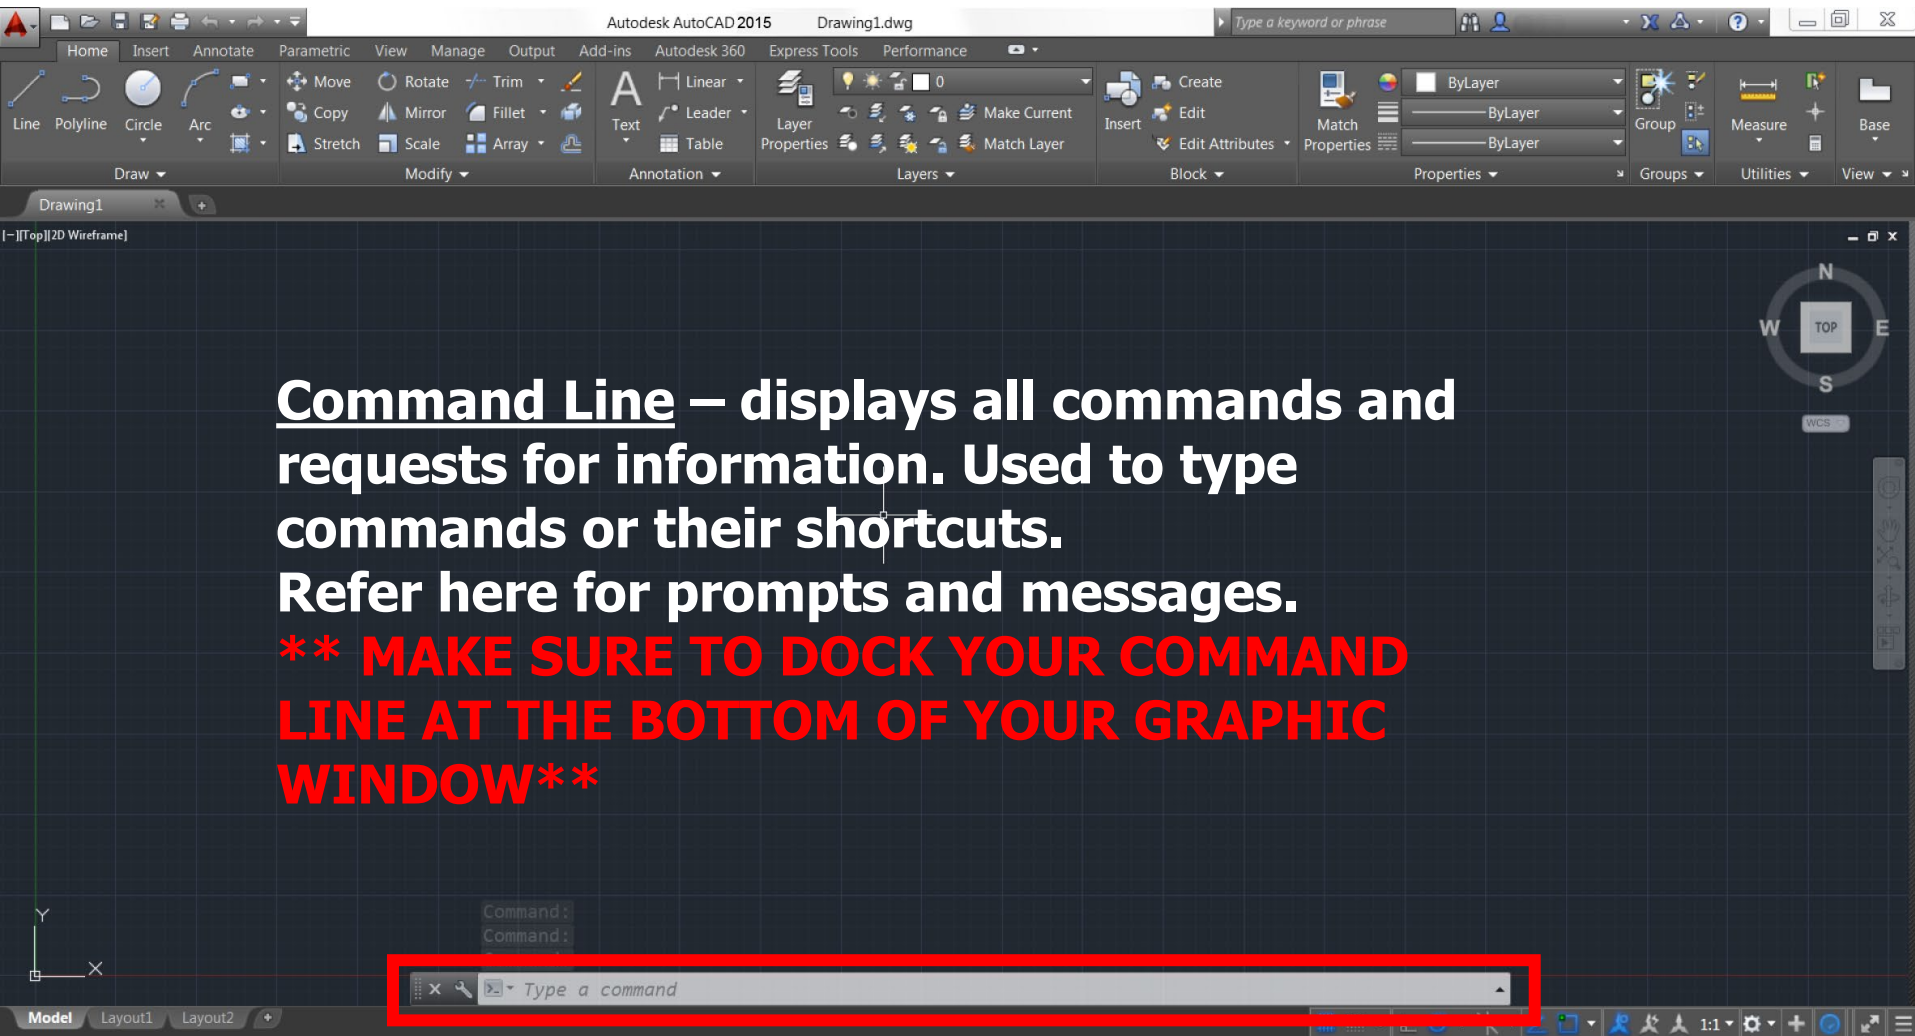 Autodesk AutoCAD 2015 Drawing1.dwg
Type a keyword or phrase
Home Insert Annotate Parametric View Manage Output Add-ins Autodesk 360 Express Tools Performance
Move Rotate Trim Linear 0 Create ByLayer
Line Polyline Circle Arc Copy Mirror Fillet Text Leader Layer Properties Make Current Insert Edit Match Properties ByLayer Group Measure Base
Stretch Scale Array Table Match Layer Edit Attributes ByLayer
Draw Modify Annotation Layers Block Properties Groups Utilities View
Drawing1
[−][Top][2D Wireframe]
N
W TOP E
S
WCS
Command Line – displays all commands and
requests for information. Used to type
commands or their shortcuts.
Refer here for prompts and messages.
** MAKE SURE TO DOCK YOUR COMMAND
LINE AT THE BOTTOM OF YOUR GRAPHIC
WINDOW**
Y
X
Command:
Command:
Type a command
Model Layout1 Layout2 1:1